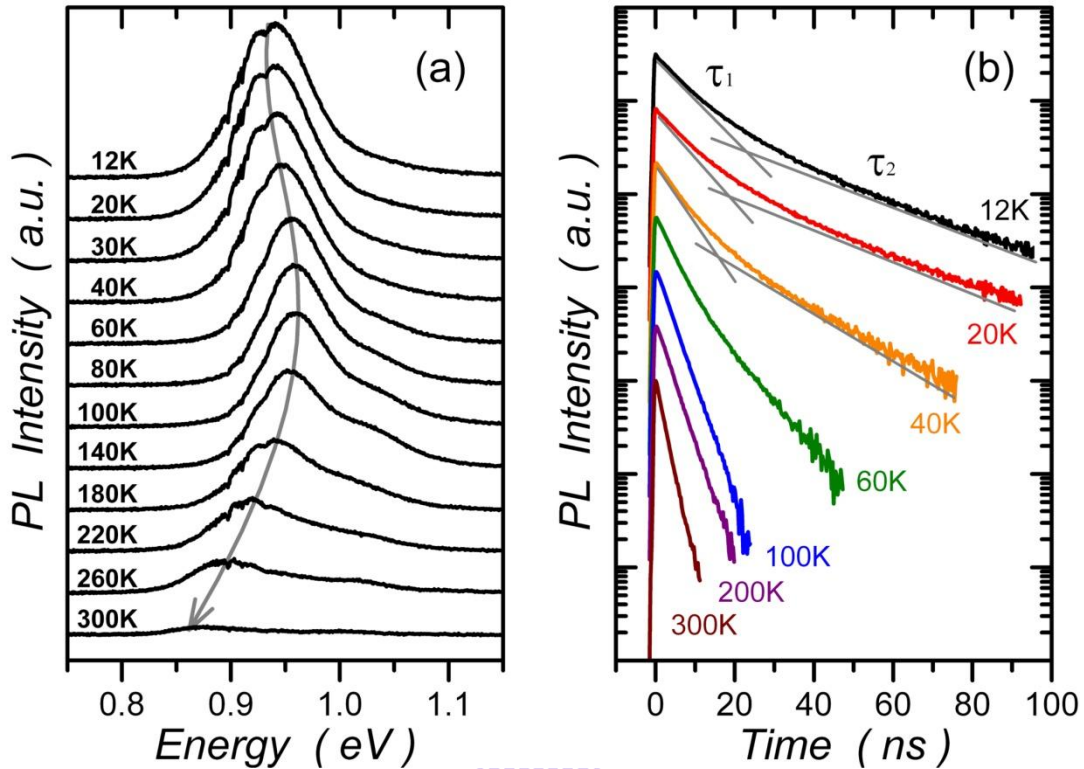 (a)
12K
20K
30K
40K
60K
80K
100K
140K
180K
220K
260K
300K
0.8 0.9 1.0 1.1
Energy ( eV )
PL Intensity ( a.u. )
(b)
τ1
τ2
12K
20K
40K
60K
100K
200K
300K
0 20 40 60 80 100
Time ( ns )
PL Intensity ( a.u. )